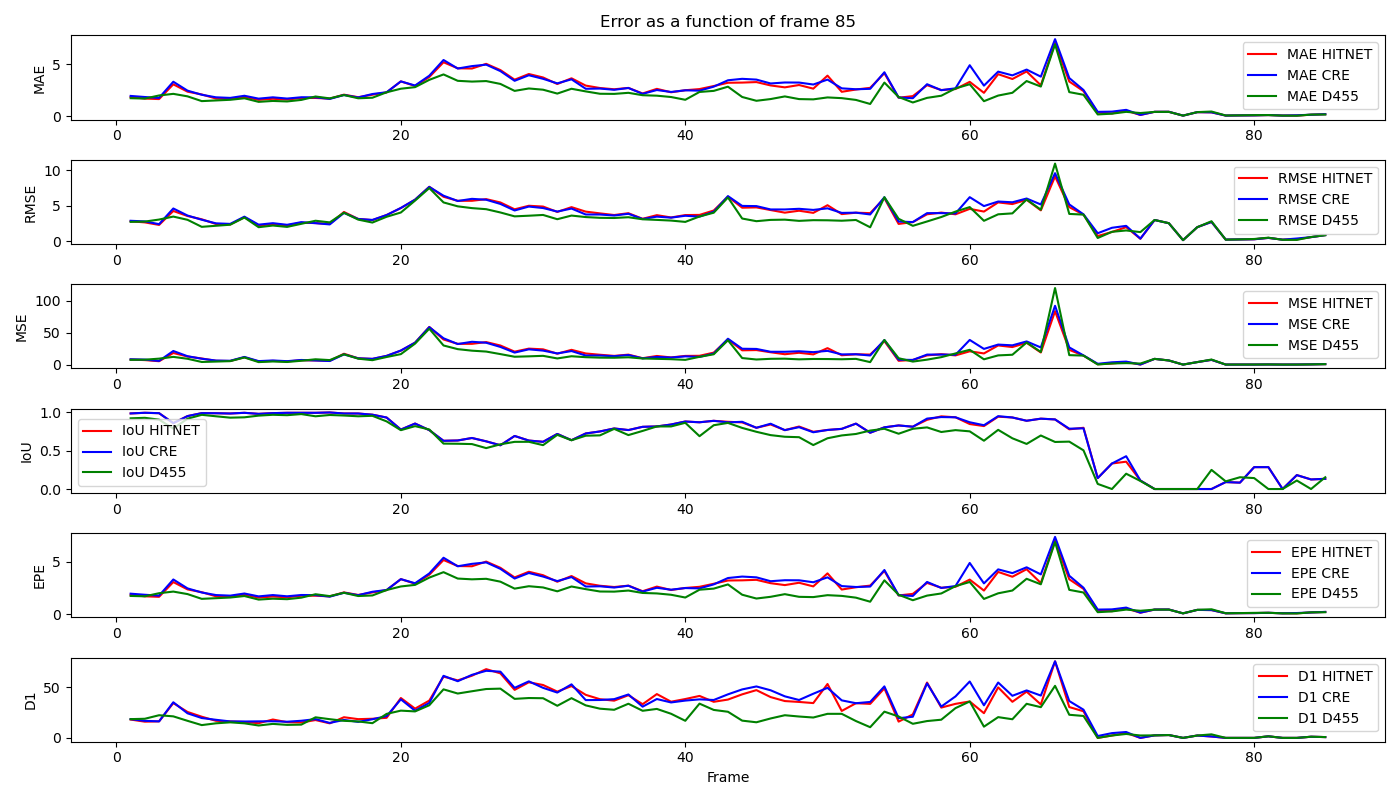 Error as a function of frame 85
MAE
5
0
MAE HITNET
MAE CRE
MAE D455
0 20 40 60 80
RMSE
10
5
0
RMSE HITNET
RMSE CRE
RMSE D455
0 20 40 60 80
MSE
100
50
0
MSE HITNET
MSE CRE
MSE D455
0 20 40 60 80
IoU
1.0
0.5
0.0
IoU HITNET
IoU CRE
IoU D455
0 20 40 60 80
EPE
5
0
EPE HITNET
EPE CRE
EPE D455
0 20 40 60 80
D1
50
0
D1 HITNET
D1 CRE
D1 D455
0 20 40 60 80
Frame